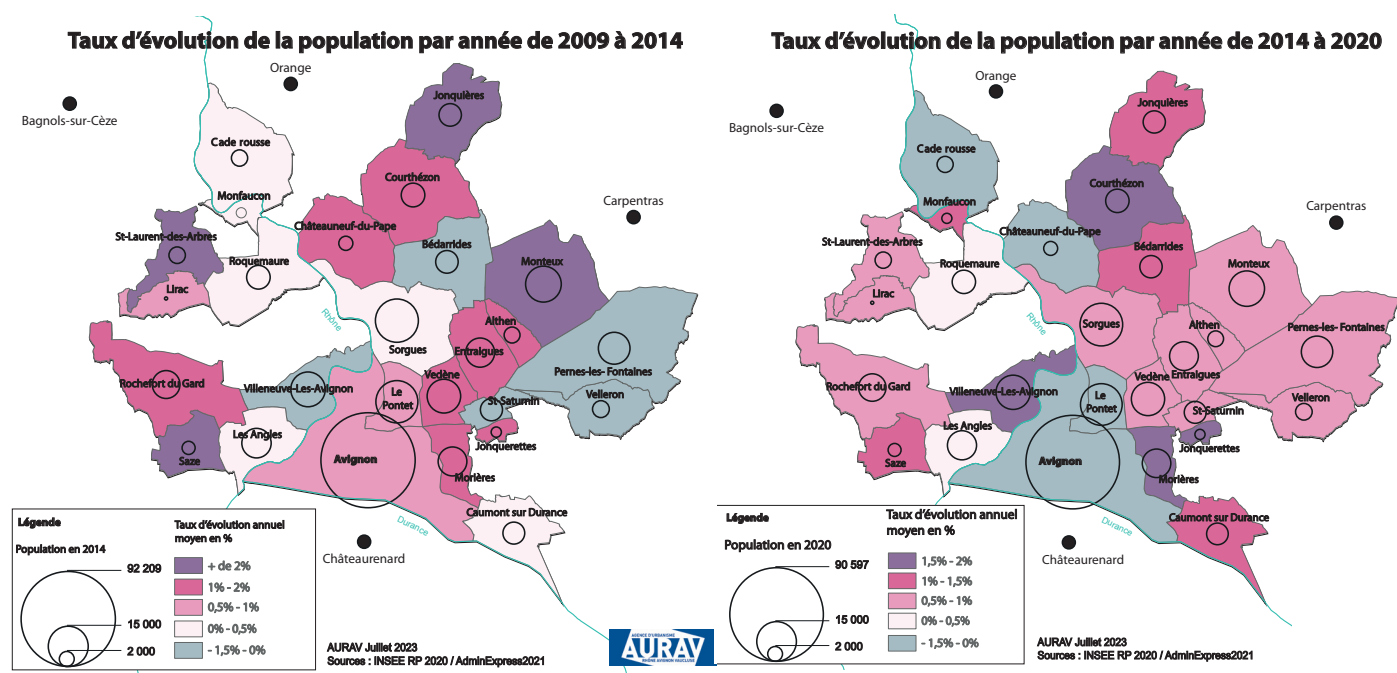 Taux d'évolution de la population par année de 2009 à 2014
Orange
Bagnols-sur-Cèze
Jonquières
Cade rousse
Courthézon
Monfaucon
Carpentras
Châteauneuf-du-Pape
St-Laurent-des-Arbres
Bédarrides
Roquemaure
Monteux
Lirac
Rhône
Althen
Sorgues
Entraigues
Pernes-les- Fontaines
Vedène
Rochefort du Gard
Villeneuve-Les-Avignon
Le
Pontet
Velleron
St-Saturnin
Les Angles
Jonquerettes
Saze
Avignon
Morières
Caumont sur Durance
Durance
Châteaurenard
Légende
Population en 2014
92 209
15 000
2 000
Taux d'évolution annuel
moyen en %
+ de 2%
1% - 2%
0,5% - 1%
0% - 0,5%
- 1,5% - 0%
AURAV Juillet 2023
Sources : INSEE RP 2020 / AdminExpress2021
AGENCE D'URBANISME
AURAV
RHÔNE AVIGNON VAUCLUSE
Taux d'évolution de la population par année de 2014 à 2020
Orange
Bagnols-sur-Cèze
Jonquières
Cade rousse
Courthézon
Monfaucon
Carpentras
Châteauneuf-du-Pape
St-Laurent-des-Arbres
Bédarrides
Roquemaure
Monteux
Lirac
Rhône
Sorgues
Althen
Pernes-les- Fontaines
Entraigues
Vedène
Rochefort du Gard
Villeneuve-Les-Avignon
Le
Pontet
Velleron
St-Saturnin
Les Angles
Jonquerettes
Saze
Avignon
Morières
Caumont sur Durance
Durance
Châteaurenard
Légende
Population en 2020
90 597
15 000
2 000
Taux d'évolution annuel
moyen en %
1,5% - 2%
1% - 1,5%
0,5% - 1%
0% - 0,5%
- 1,5% - 0%
AURAV Juillet 2023
Sources : INSEE RP 2020 / AdminExpress2021